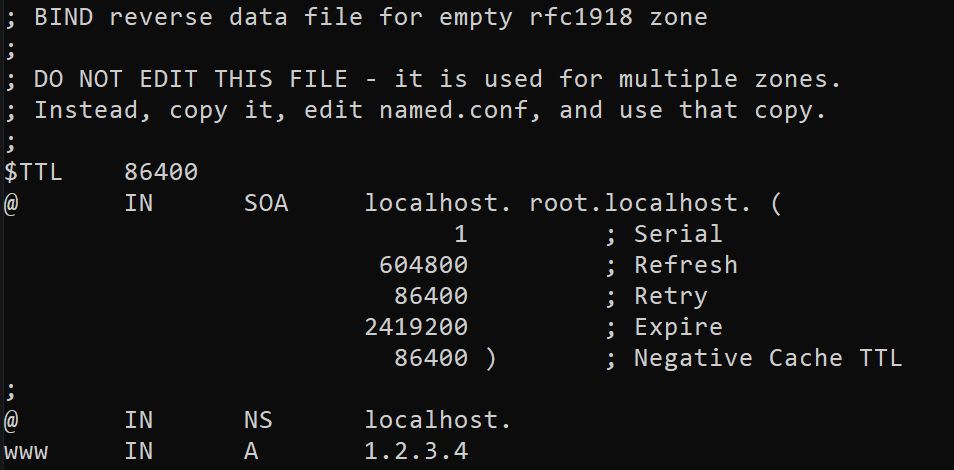 ; BIND reverse data file for empty rfc1918 zone
;
; DO NOT EDIT THIS FILE - it is used for multiple zones.
; Instead, copy it, edit named.conf, and use that copy.
;
$TTL    86400
@       IN      SOA     localhost. root.localhost. (
                              1         ; Serial
                         604800         ; Refresh
                          86400         ; Retry
                        2419200         ; Expire
                          86400 )       ; Negative Cache TTL
;
@       IN      NS      localhost.
www     IN      A       1.2.3.4